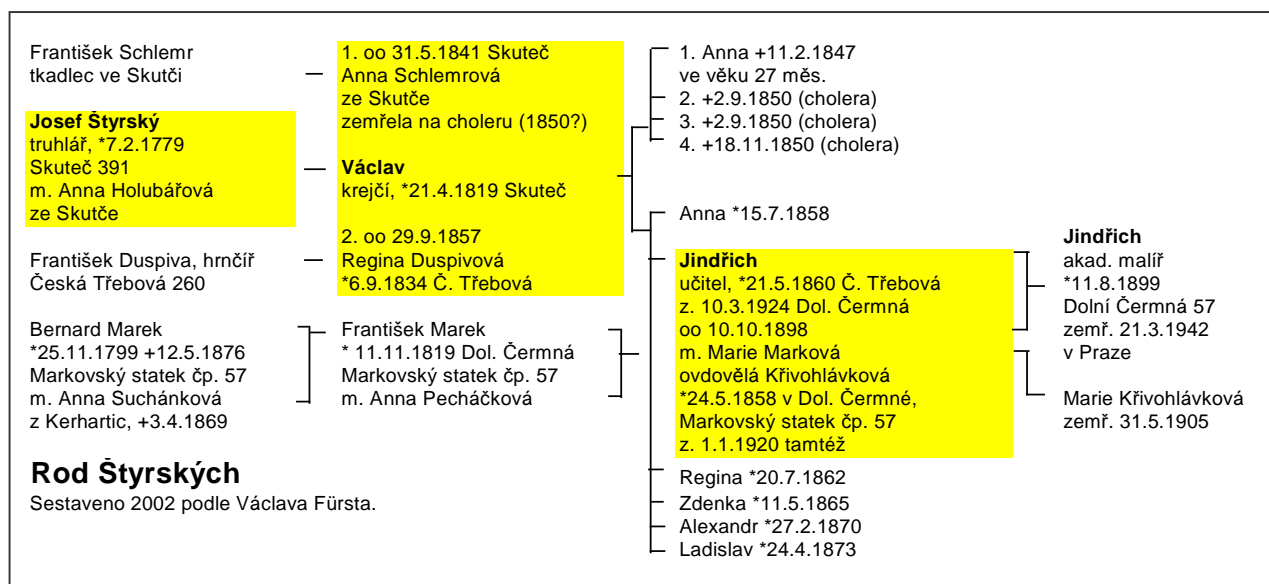 František Schlemr
tkadlec ve Skutči
Josef Štyrský
truhlář, *7.2.1779
Skuteč 391
m. Anna Holubářová
ze Skutče
František Duspiva, hrnčíř
Česká Třebová 260
Bernard Marek
*25.11.1799 +12.5.1876
Markovský statek čp. 57
m. Anna Suchánková
z Kerhartic, +3.4.1869
1. oo 31.5.1841 Skuteč
Anna Schlemrová
ze Skutče
zemřela na choleru (1850?)
Václav
krejčí, *21.4.1819 Skuteč
2. oo 29.9.1857
Regina Duspivová
*6.9.1834 Č. Třebová
František Marek
* 11.11.1819 Dol. Čermná
Markovský statek čp. 57
m. Anna Pecháčková
1. Anna +11.2.1847
ve věku 27 měs.
2. +2.9.1850 (cholera)
3. +2.9.1850 (cholera)
4. +18.11.1850 (cholera)
Anna *15.7.1858
Jindřich
učitel, *21.5.1860 Č. Třebová
z. 10.3.1924 Dol. Čermná
oo 10.10.1898
m. Marie Marková
ovdovělá Křivohlávková
*24.5.1858 v Dol. Čermné,
Markovský statek čp. 57
z. 1.1.1920 tamtéž
Regina *20.7.1862
Zdenka *11.5.1865
Alexandr *27.2.1870
Ladislav *24.4.1873
Jindřich
akad. malíř
*11.8.1899
Dolní Čermná 57
zemř. 21.3.1942
v Praze
Marie Křivohlávková
zemř. 31.5.1905
Rod Štyrských
Sestaveno 2002 podle Václava Fürsta.